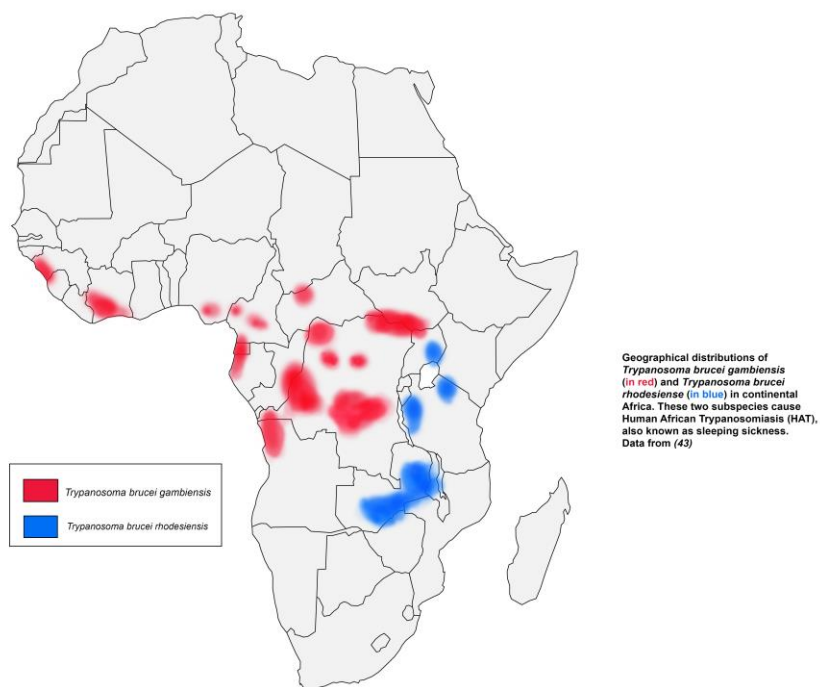 Geographical distributions of
Trypanosoma brucei gambiensis
(in red) and Trypanosoma brucei
rhodesiense (in blue) in continental
Africa. These two subspecies cause
Human African Trypanosomiasis (HAT),
also known as sleeping sickness.
Data from (43)
Trypanosoma brucei gambiensis
Trypanosoma brucei rhodesiensis